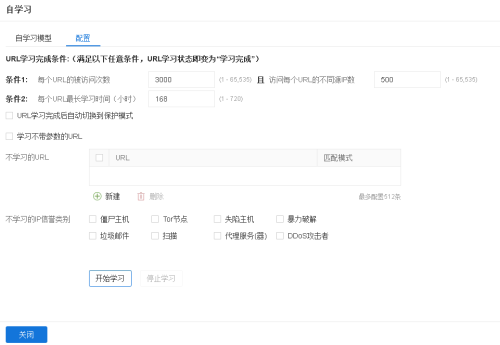 自学习
自学习模型 配置
URL学习完成条件:（满足以下任意条件，URL学习状态即变为“学习完成”）
条件1: 每个URL的被访问次数 3000 (1 - 65,535) 且 访问每个URL的不同源IP数 500 (1 - 65,535)
条件2: 每个URL最长学习时间（小时） 168 (1 - 720)
URL学习完成后自动切换到保护模式
学习不带参数的URL
不学习的URL
URL 匹配模式
新建 删除 最多配置512条
不学习的IP信誉类别 僵尸主机 Tor节点 失陷主机 暴力破解
垃圾邮件 扫描 代理服务(器) DDoS攻击者
开始学习 停止学习
关闭